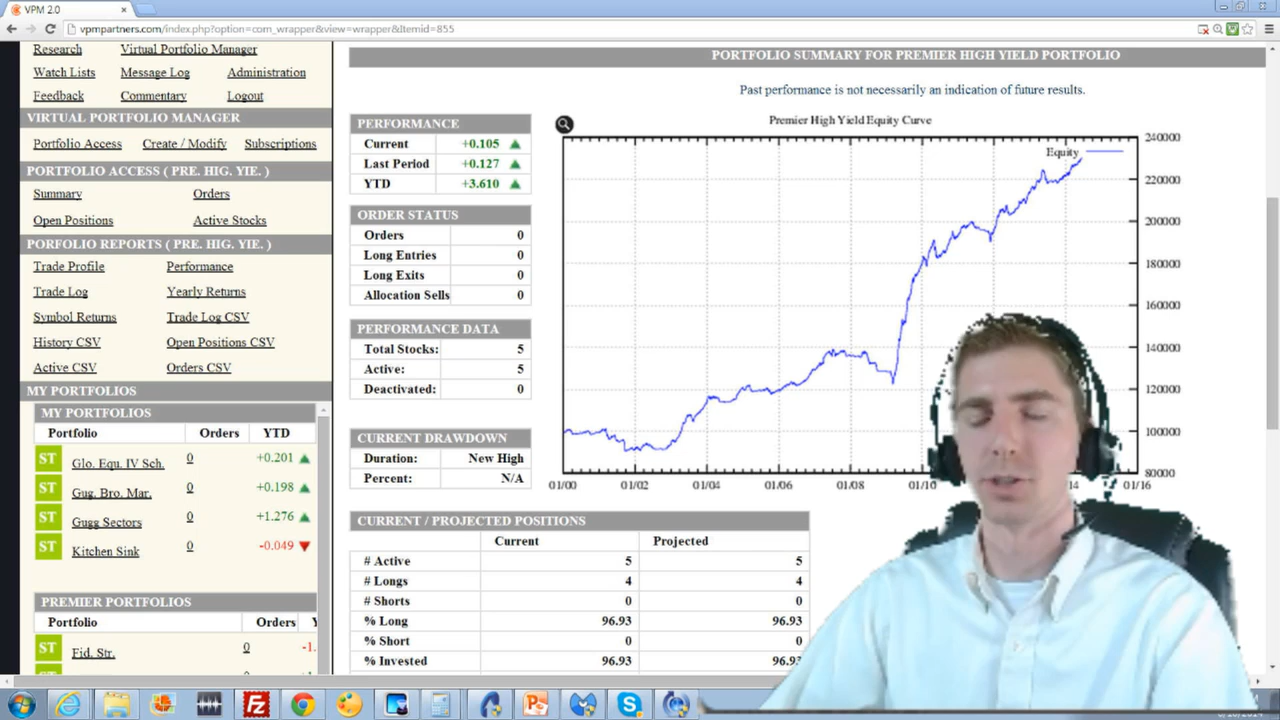 VPM 2.0
vpmpartners.com/index.php?option=com_wrapper&view=wrapper&Itemid=855
Research Virtual Portfolio Manager
Watch Lists Message Log Administration
Feedback Commentary Logout
VIRTUAL PORTFOLIO MANAGER
Portfolio Access Create / Modify Subscriptions
PORTFOLIO ACCESS ( PRE. HIG. YIE. )
Summary Orders
Open Positions Active Stocks
PORFOLIO REPORTS ( PRE. HIG. YIE. )
Trade Profile Performance
Trade Log Yearly Returns
Symbol Returns Trade Log CSV
History CSV Open Positions CSV
Active CSV Orders CSV
MY PORTFOLIOS
MY PORTFOLIOS
Portfolio Orders YTD
ST Glo. Equ. IV Sch. 0 +0.201
ST Gug. Bro. Mar. 0 +0.198
ST Gugg Sectors 0 +1.276
ST Kitchen Sink 0 -0.049
PREMIER PORTFOLIOS
Portfolio Orders Y
ST Fid. Str. 0 -1.
PORTFOLIO SUMMARY FOR PREMIER HIGH YIELD PORTFOLIO
Past performance is not necessarily an indication of future results.
PERFORMANCE
Current +0.105
Last Period +0.127
YTD +3.610
ORDER STATUS
Orders 0
Long Entries 0
Long Exits 0
Allocation Sells 0
PERFORMANCE DATA
Total Stocks: 5
Active: 5
Deactivated: 0
CURRENT DRAWDOWN
Duration: New High
Percent: N/A
Premier High Yield Equity Curve
Equity
240000
220000
200000
180000
160000
140000
120000
100000
80000
01/00 01/02 01/04 01/06 01/08 01/10 14 01/16
CURRENT / PROJECTED POSITIONS
Current Projected
# Active 5 5
# Longs 4 4
# Shorts 0 0
% Long 96.93 96.93
% Short 0 0
% Invested 96.93 96.93